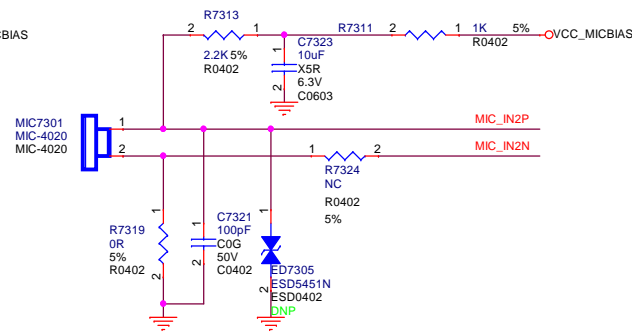 CBIAS
R7313
2
1
2.2K 5%
R0402
1
C7323
10uF
X5R
6.3V
C0603
2
R7311
2
1
1K
5%
R0402
VCC_MICBIAS
MIC7301
MIC-4020
MIC-4020
1
2
MIC_IN2P
MIC_IN2N
1
2
R7324
NC
R0402
5%
1
R7319
0R
5%
R0402
2
1
C7321
100pF
C0G
50V
C0402
2
1
ED7305
ESD5451N
ESD0402
2
DNP